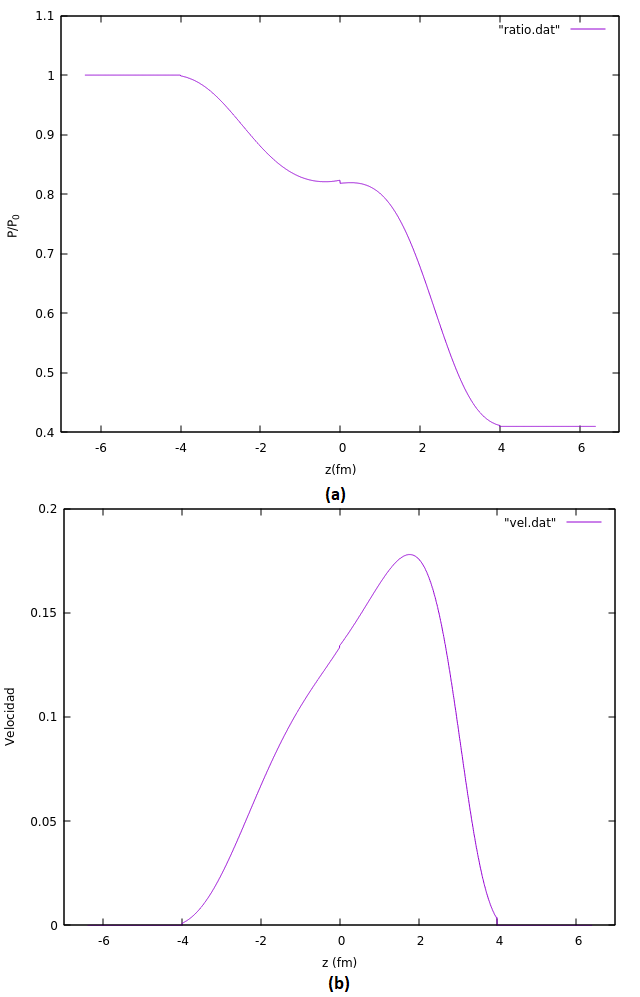 1.1
"ratio.dat"
1
0.9
0.8
P/P₀
0.7
0.6
0.5
0.4
-6 -4 -2 0 2 4 6
z(fm)
(a)
0.2
"vel.dat"
0.15
Velocidad
0.1
0.05
0
-6 -4 -2 0 2 4 6
z (fm)
(b)